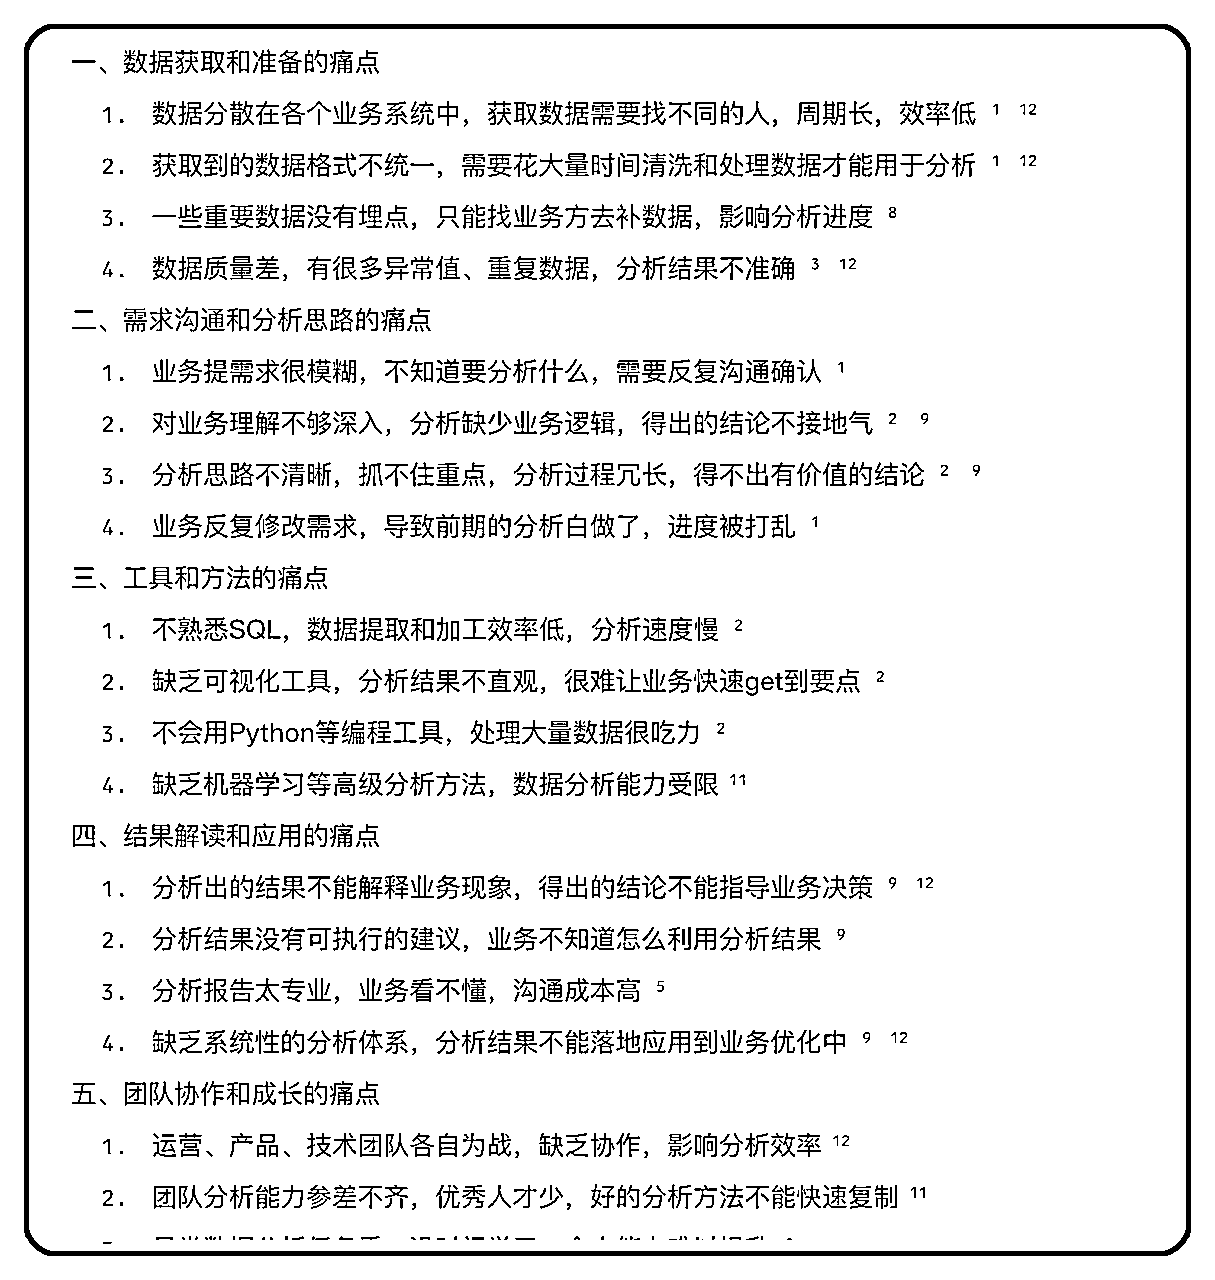 一、数据获取和准备的痛点
1. 数据分散在各个业务系统中，获取数据需要找不同的人，周期长，效率低 1 12
2. 获取到的数据格式不统一，需要花大量时间清洗和处理数据才能用于分析 1 12
3. 一些重要数据没有埋点，只能找业务方去补数据，影响分析进度 8
4. 数据质量差，有很多异常值、重复数据，分析结果不准确 3 12
二、需求沟通和分析思路的痛点
1. 业务提需求很模糊，不知道要分析什么，需要反复沟通确认 1
2. 对业务理解不够深入，分析缺少业务逻辑，得出的结论不接地气 2 9
3. 分析思路不清晰，抓不住重点，分析过程冗长，得不出有价值的结论 2 9
4. 业务反复修改需求，导致前期的分析白做了，进度被打乱 1
三、工具和方法的痛点
1. 不熟悉SQL，数据提取和加工效率低，分析速度慢 2
2. 缺乏可视化工具，分析结果不直观，很难让业务快速get到要点 2
3. 不会用Python等编程工具，处理大量数据很吃力 2
4. 缺乏机器学习等高级分析方法，数据分析能力受限 11
四、结果解读和应用的痛点
1. 分析出的结果不能解释业务现象，得出的结论不能指导业务决策 9 12
2. 分析结果没有可执行的建议，业务不知道怎么利用分析结果 9
3. 分析报告太专业，业务看不懂，沟通成本高 5
4. 缺乏系统性的分析体系，分析结果不能落地应用到业务优化中 9 12
五、团队协作和成长的痛点
1. 运营、产品、技术团队各自为战，缺乏协作，影响分析效率 12
2. 团队分析能力参差不齐，优秀人才少，好的分析方法不能快速复制 11